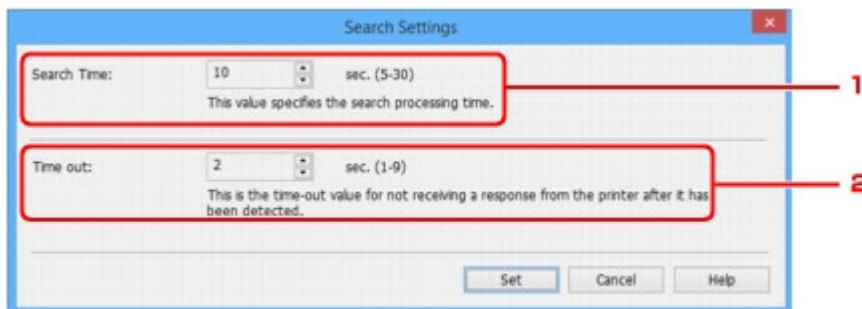 Search Settings
Search Time: 10 sec. (5-30)
This value specifies the search processing time.
1
Time out: 2 sec. (1-9)
This is the time-out value for not receiving a response from the printer after it has
been detected.
2
Set Cancel Help